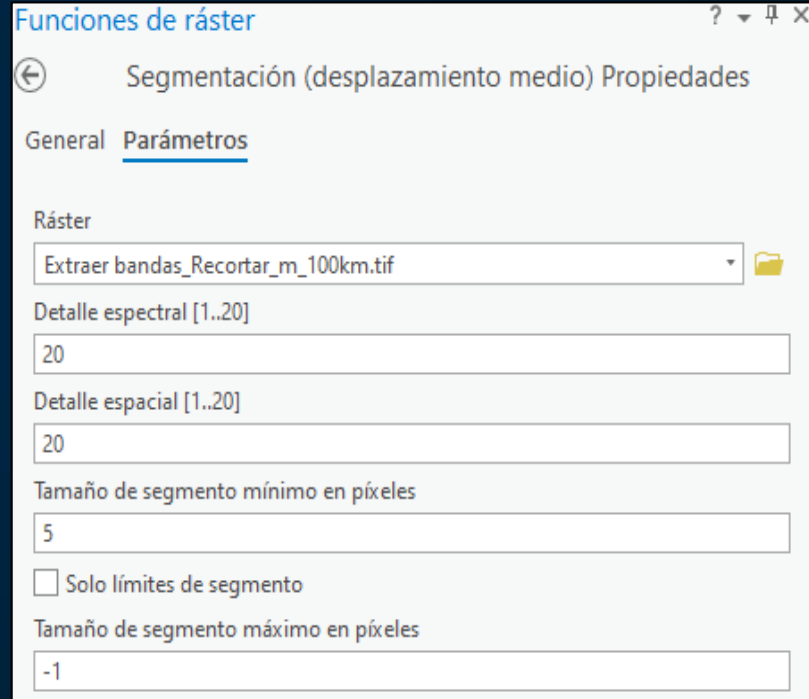 Funciones de ráster
?
Segmentación (desplazamiento medio) Propiedades
General Parámetros
Ráster
Extraer bandas_Recortar_m_100km.tif
Detalle espectral [1..20]
20
Detalle espacial [1..20]
20
Tamaño de segmento mínimo en píxeles
5
Solo límites de segmento
Tamaño de segmento máximo en píxeles
-1